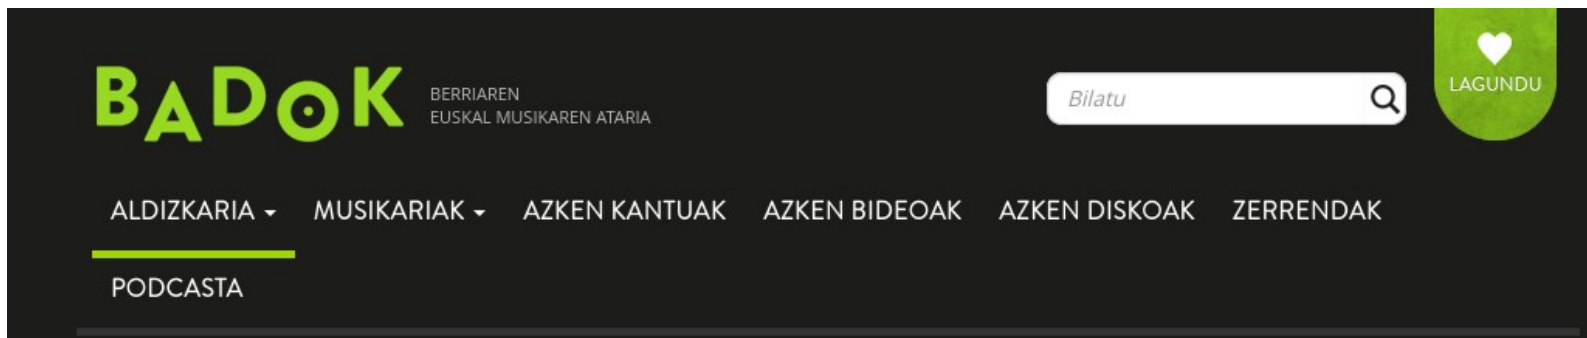 BADOK
BERRIAREN
EUSKAL MUSIKAREN ATARIA
Bilatu
LAGUNDU
ALDIZKARIA MUSIKARIAK AZKEN KANTUAK AZKEN BIDEOAK AZKEN DISKOAK ZERRENDAK
PODCASTA